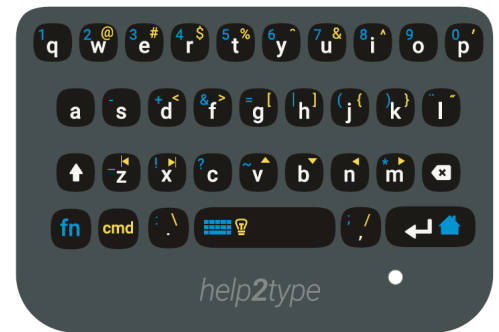 1 q 2 w @ 3 e # 4 r $ 5 t % 6 y ^ 7 u & 8 i ^ 9 o 0 p '
a - s + d < & f > = g [ | h ] ( j { ) k } ¨ l ˝
_ z ! x ? c ~ v b n * m
fn cmd : . \ ; , /
help2type